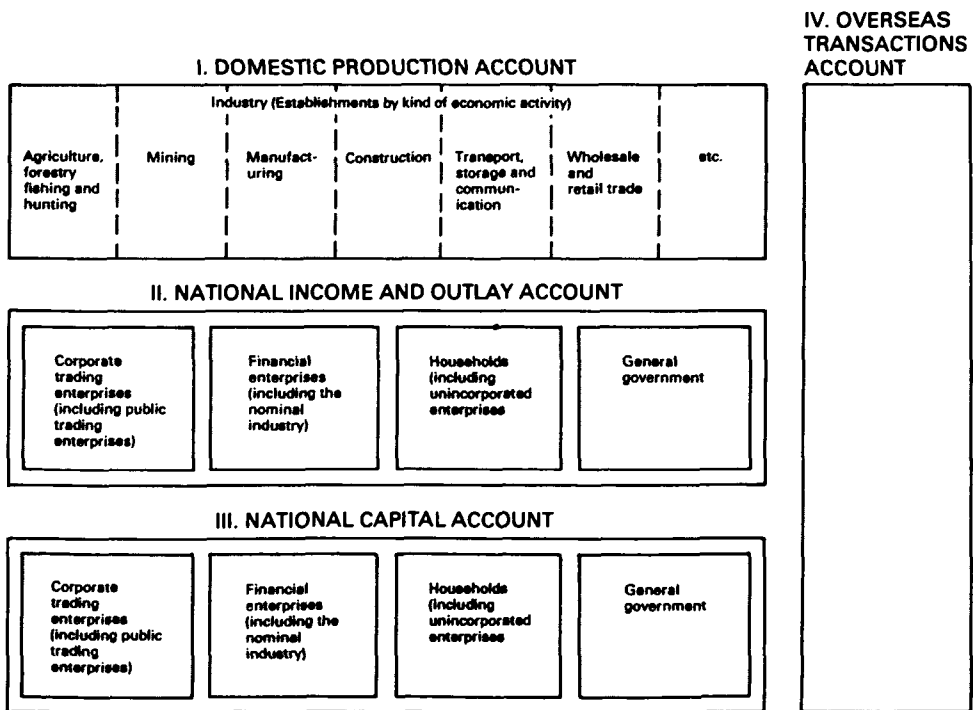 IV. OVERSEAS
TRANSACTIONS
ACCOUNT
I. DOMESTIC PRODUCTION ACCOUNT
Industry (Establishments by kind of economic activity)
Agriculture,
forestry
fishing and
hunting
Mining
Manufact-
uring
Construction
Transport,
storage and
commun-
ication
Wholesale
and
retail trade
etc.
II. NATIONAL INCOME AND OUTLAY ACCOUNT
Corporate
trading
enterprises
(including public
trading
enterprises)
Financial
enterprises
(including the
nominal
industry)
Households
(including
unincorporated
enterprises
General
government
III. NATIONAL CAPITAL ACCOUNT
Corporate
trading
enterprises
(including public
trading
enterprises)
Financial
enterprises
(including the
nominal
industry)
Households
(including
unincorporated
enterprises
General
government